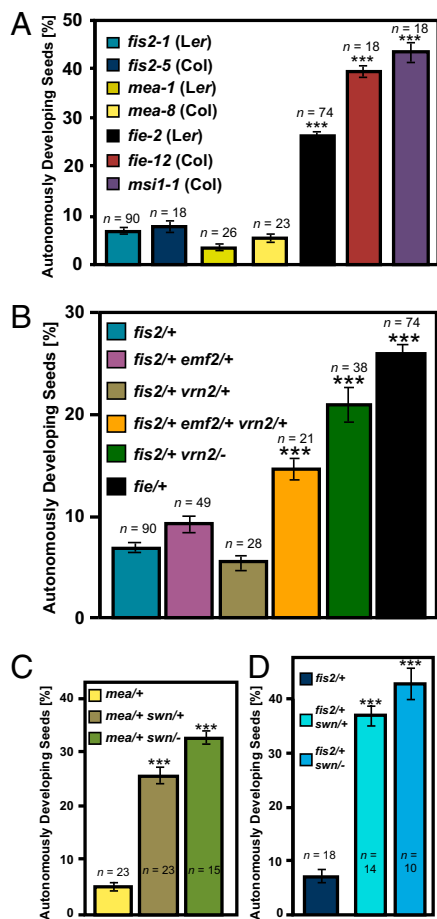 A
Autonomously Developing Seeds [%]
50
40
30
20
10
0
fis2-1 (Ler)
fis2-5 (Col)
mea-1 (Ler)
mea-8 (Col)
fie-2 (Ler)
fie-12 (Col)
msi1-1 (Col)
n = 90
n = 18
n = 26
n = 23
n = 74
***
n = 18
***
n = 18
***
B
Autonomously Developing Seeds [%]
30
20
10
0
fis2/+
fis2/+ emf2/+
fis2/+ vrn2/+
fis2/+ emf2/+ vrn2/+
fis2/+ vrn2/-
fie/+
n = 90
n = 49
n = 28
n = 21
***
n = 38
***
n = 74
***
C
Autonomously Developing Seeds [%]
40
30
20
10
0
mea/+
mea/+ swn/+
mea/+ swn/-
n = 23
***
n = 23
***
n = 15
D
Autonomously Developing Seeds [%]
40
30
20
10
0
fis2/+
fis2/+
swn/+
fis2/+
swn/-
n = 18
***
n =
14
***
n =
10